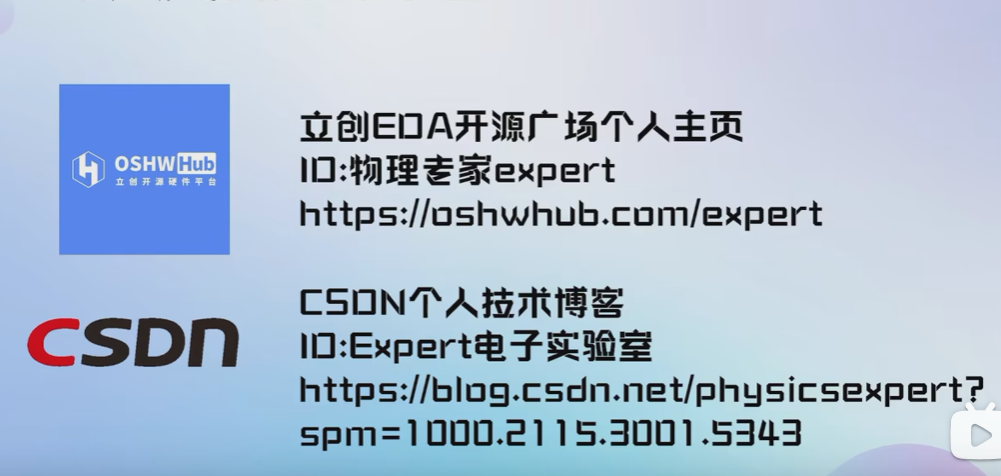 OSHWHub
立创开源硬件平台
立创EDA开源广场个人主页
ID:物理专家expert
https://oshwhub.com/expert
CSDN
CSDN个人技术博客
ID:Expert电子实验室
https://blog.csdn.net/physicsexpert?
spm=1000.2115.3001.5343